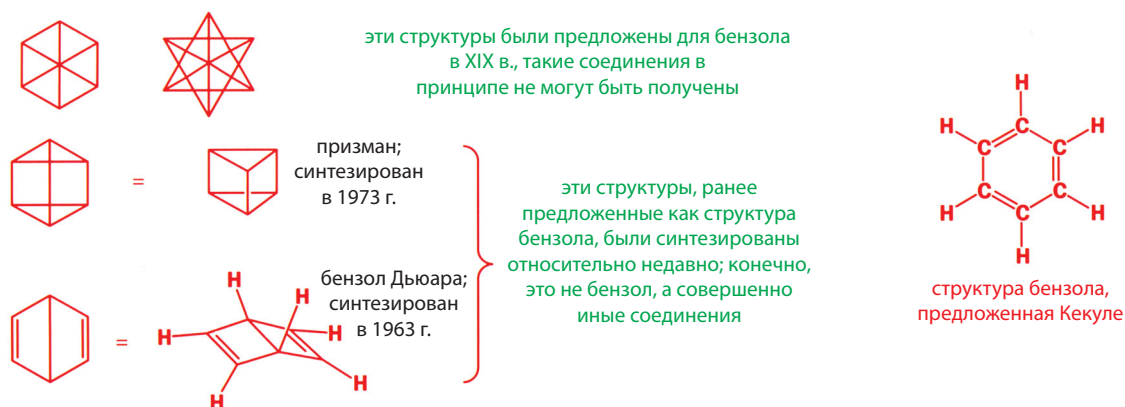 эти структуры были предложены для бензола
в XIX в., такие соединения в
принципе не могут быть получены
=
призман;
синтезирован
в 1973 г.
=
бензол Дьюара;
синтезирован
в 1963 г.
H
H
H
H
H
H
эти структуры, ранее
предложенные как структура
бензола, были синтезированы
относительно недавно; конечно,
это не бензол, а совершенно
иные соединения
H
H
H
C
C
C
C
C
C
H
H
H
структура бензола,
предложенная Кекуле